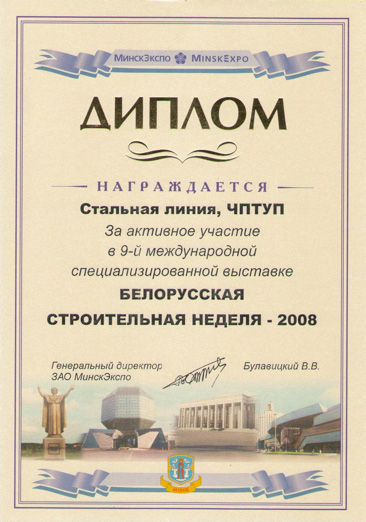 МинскЭкспо MinskExpo
ДИПЛОМ
НАГРАЖДАЕТСЯ
Стальная линия, ЧПТУП
За активное участие
в 9-й международной
специализированной выставке
БЕЛОРУССКАЯ
СТРОИТЕЛЬНАЯ НЕДЕЛЯ - 2008
Генеральный директор Булавицкий В.В.
ЗАО МинскЭкспо